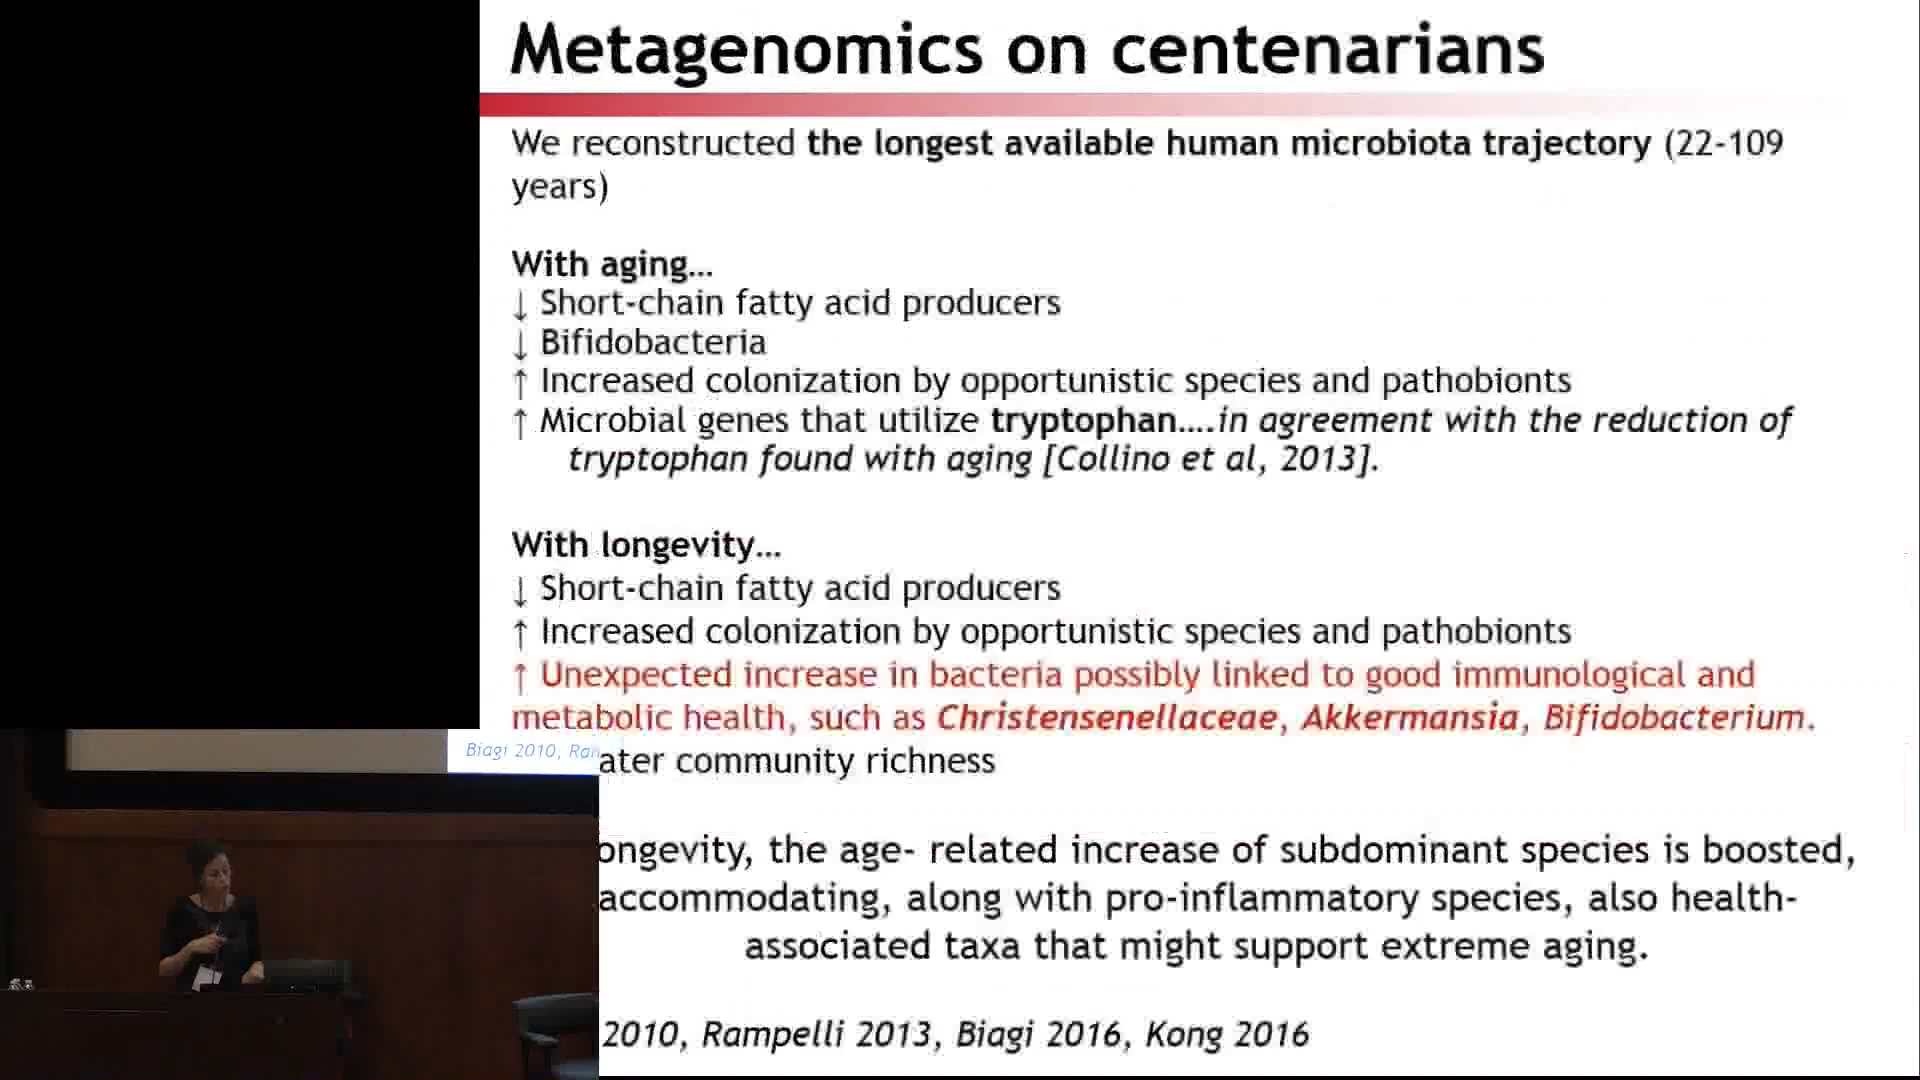 Metagenomics on centenarians
We reconstructed the longest available human microbiota trajectory (22-109
years)
With aging…
↓ Short-chain fatty acid producers
↓ Bifidobacteria
↑ Increased colonization by opportunistic species and pathobionts
↑ Microbial genes that utilize tryptophan….in agreement with the reduction of
tryptophan found with aging [Collino et al, 2013].
With longevity…
↓ Short-chain fatty acid producers
↑ Increased colonization by opportunistic species and pathobionts
↑ Unexpected increase in bacteria possibly linked to good immunological and
metabolic health, such as Christensenellaceae, Akkermansia, Bifidobacterium.
Biagi 2010, Ran
ater community richness
ongevity, the age- related increase of subdominant species is boosted,
accommodating, along with pro-inflammatory species, also health-
associated taxa that might support extreme aging.
2010, Rampelli 2013, Biagi 2016, Kong 2016